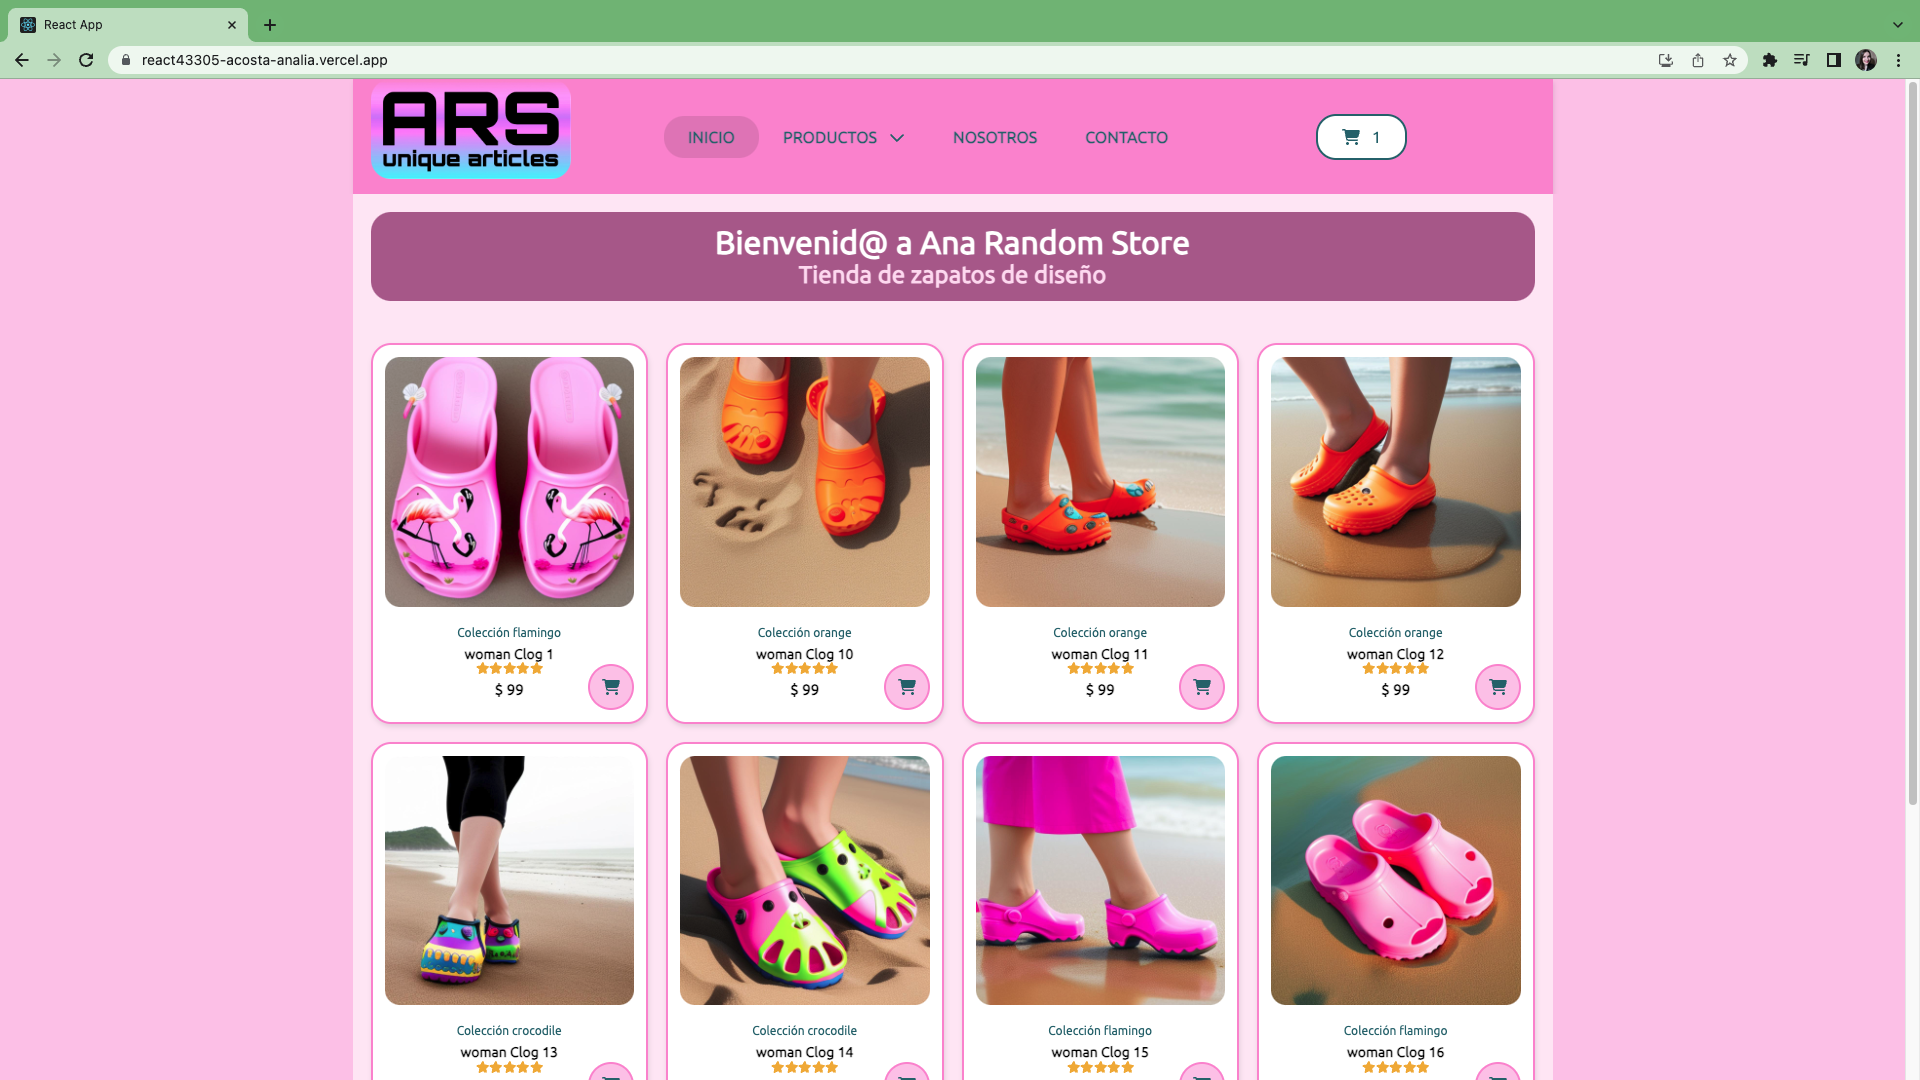 React App
react43305-acosta-analia.vercel.app
ARS
unique articles
INICIO
PRODUCTOS
NOSOTROS
CONTACTO
1
Bienvenid@ a Ana Random Store
Tienda de zapatos de diseño
Colección flamingo
woman Clog 1
$ 99
Colección orange
woman Clog 10
$ 99
Colección orange
woman Clog 11
$ 99
Colección orange
woman Clog 12
$ 99
Colección crocodile
woman Clog 13
Colección crocodile
woman Clog 14
Colección flamingo
woman Clog 15
Colección flamingo
woman Clog 16